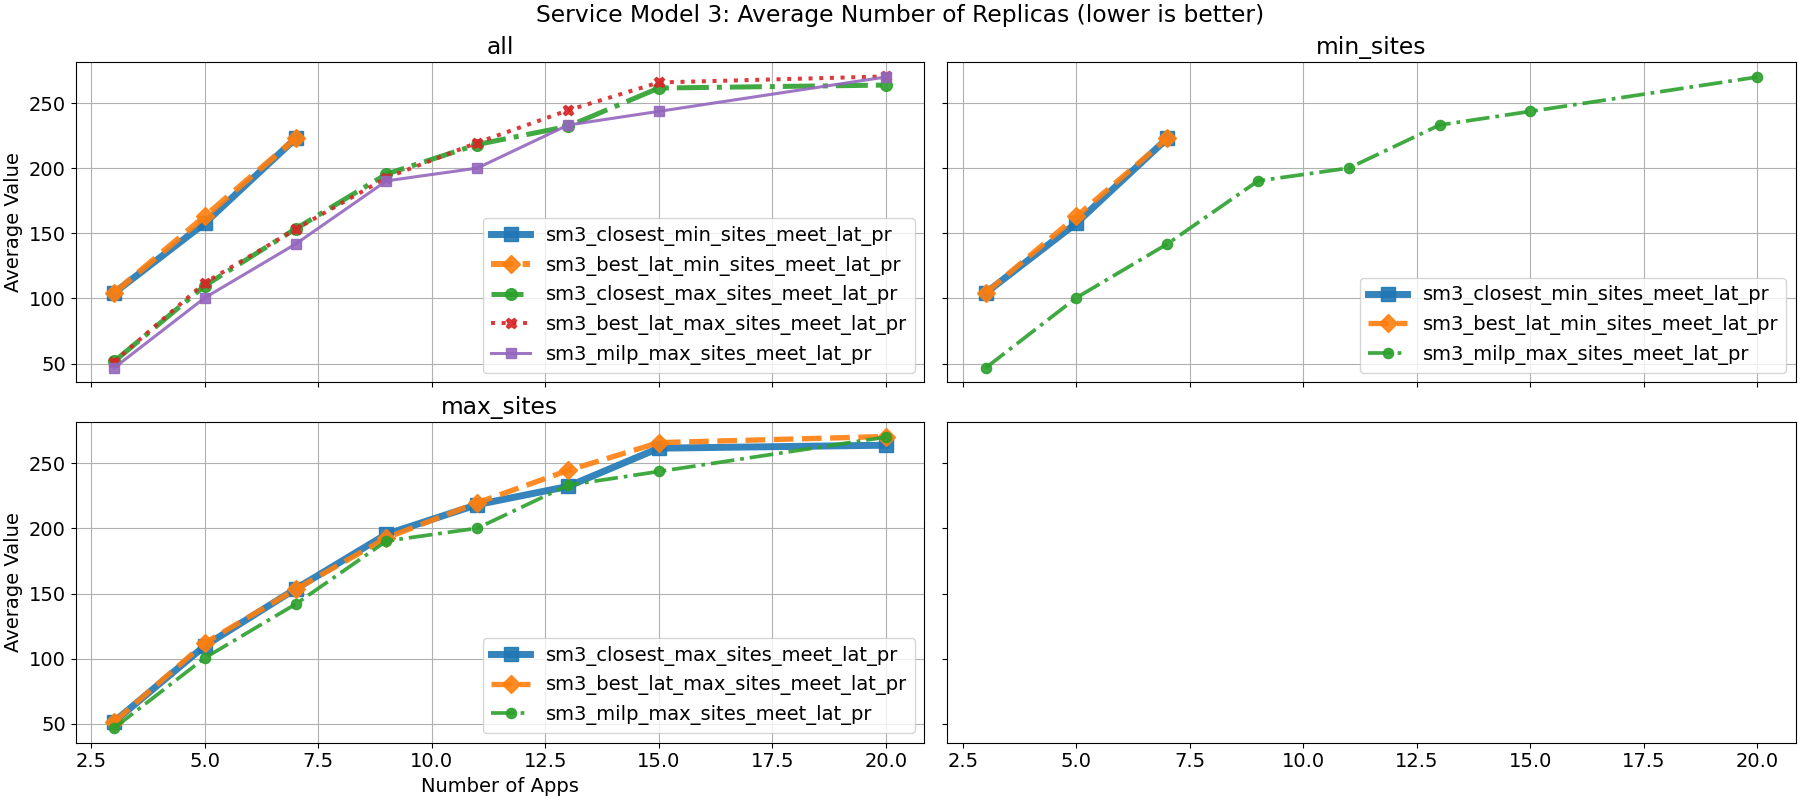 Service Model 3: Average Number of Replicas (lower is better)
all
min_sites
Average Value
250
200
150
100
50
sm3_closest_min_sites_meet_lat_pr
sm3_best_lat_min_sites_meet_lat_pr
sm3_closest_max_sites_meet_lat_pr
sm3_best_lat_max_sites_meet_lat_pr
sm3_milp_max_sites_meet_lat_pr
sm3_closest_min_sites_meet_lat_pr
sm3_best_lat_min_sites_meet_lat_pr
sm3_milp_max_sites_meet_lat_pr
max_sites
Average Value
250
200
150
100
50
sm3_closest_max_sites_meet_lat_pr
sm3_best_lat_max_sites_meet_lat_pr
sm3_milp_max_sites_meet_lat_pr
2.5 5.0 7.5 10.0 12.5 15.0 17.5 20.0
Number of Apps
2.5 5.0 7.5 10.0 12.5 15.0 17.5 20.0